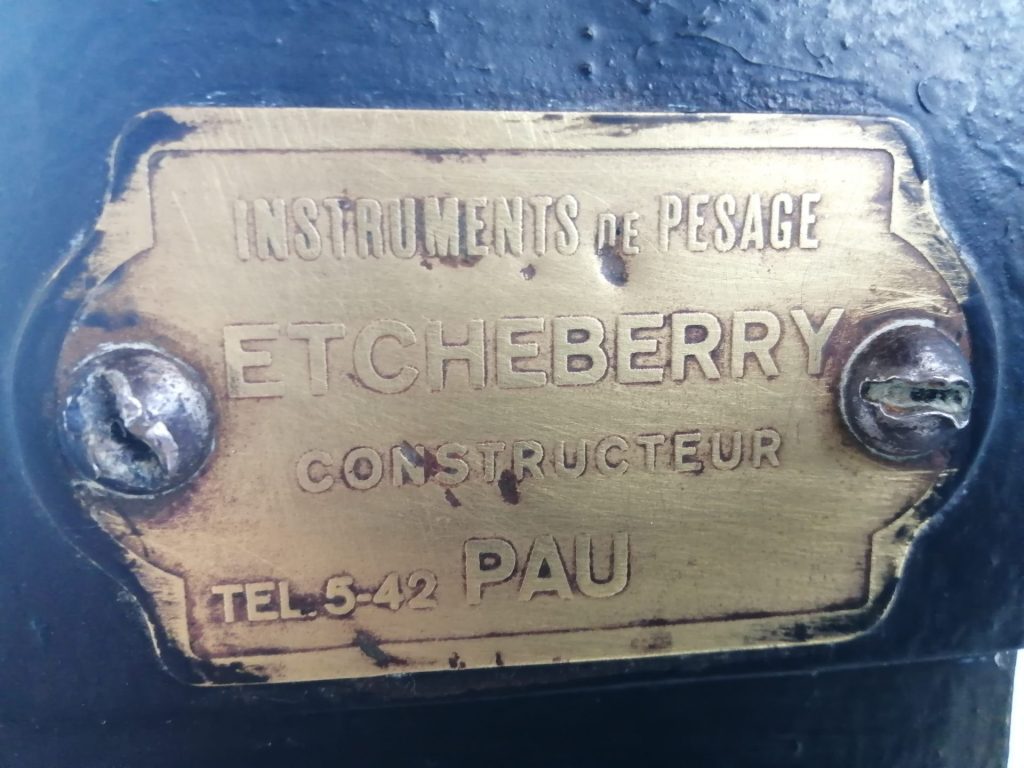 INSTRUMENTS DE PESAGE
ETCHEBERRY
CONSTRUCTEUR
TEL. 5-42 PAU